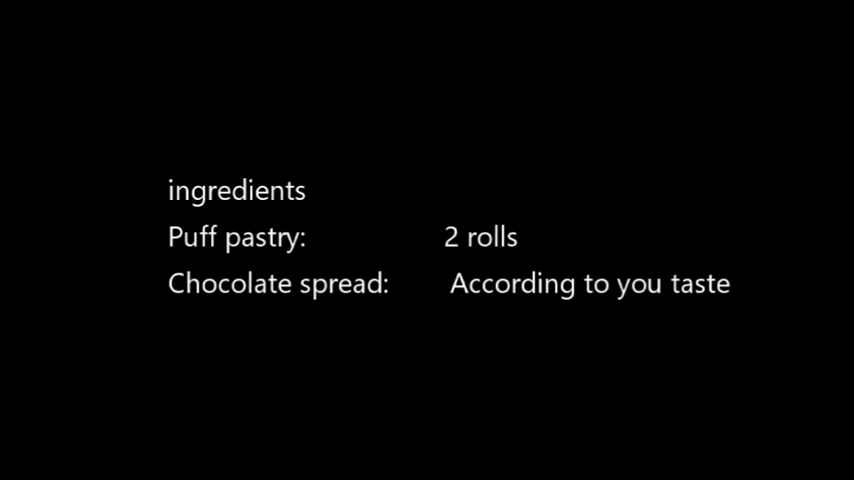 ingredients
Puff pastry: 2 rolls
Chocolate spread: According to you taste